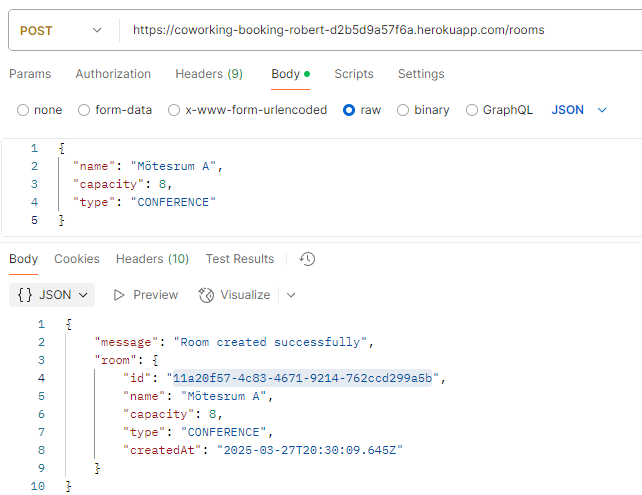 POST https://coworking-booking-robert-d2b5d9a57f6a.herokuapp.com/rooms
Params Authorization Headers (9) Body Scripts Settings
none form-data x-www-form-urlencoded raw binary GraphQL JSON
1 {
2 "name": "Mötesrum A",
3 "capacity": 8,
4 "type": "CONFERENCE"
5 }
Body Cookies Headers (10) Test Results
{} JSON Preview Visualize
1 {
2 "message": "Room created successfully",
3 "room": {
4 "id": "11a20f57-4c83-4671-9214-762ccd299a5b",
5 "name": "Mötesrum A",
6 "capacity": 8,
7 "type": "CONFERENCE",
8 "createdAt": "2025-03-27T20:30:09.645Z"
9 }
10 }